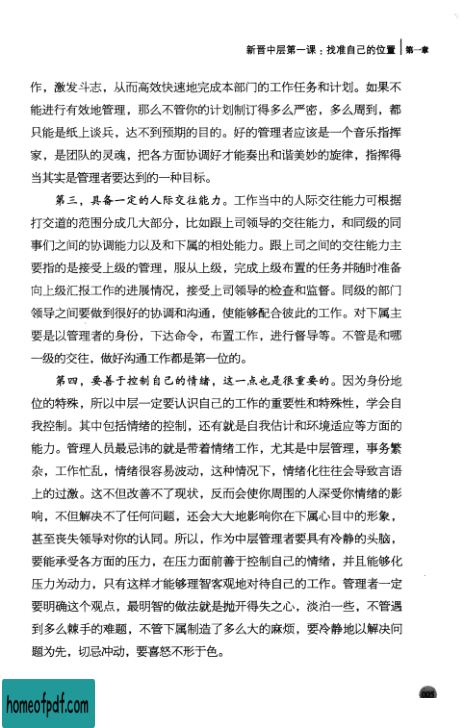 新晋中层第一课：找准自己的位置 第一章
作，激发斗志，从而高效快速地完成本部门的工作任务和计划。如果不
能进行有效地管理，那么不管你的计划制订得多么严密，多么周到，都
只能是纸上谈兵，达不到预期的目的。好的管理者应该是一个音乐指挥
家，是团队的灵魂，把各方面协调好才能奏出和谐美妙的旋律，指挥得
当其实是管理者要达到的一种目标。
第三，具备一定的人际交往能力。工作当中的人际交往能力可根据
打交道的范围分成几大部分，比如跟上司领导的交往能力，和同级的同
事们之间的协调能力以及和下属的相处能力。跟上司之间的交往能力主
要指的是接受上级的管理，服从上级，完成上级布置的任务并随时准备
向上级汇报工作的进展情况，接受上司领导的检查和监督。同级的部门
领导之间要做到很好的协调和沟通，使能够配合彼此的工作。对下属主
要是以管理者的身份，下达命令，布置工作，进行督导等。不管是和哪
一级的交往，做好沟通工作都是第一位的。
第四，要善于控制自己的情绪，这一点也是很重要的。因为身份地
位的特殊，所以中层一定要认识自己的工作的重要性和特殊性，学会自
我控制。其中包括情绪的控制，还有就是自我估计和环境适应等方面的
能力。管理人员最忌讳的就是带着情绪工作，尤其是中层管理，事务繁
杂，工作忙乱，情绪很容易波动，这种情况下，情绪化往往会导致言语
上的过激。这不但改善不了现状，反而会使你周围的人深受你情绪的影
响，不但解决不了任何问题，还会大大地影响你在下属心目中的形象，
甚至丧失领导对你的认同。所以，作为中层管理者要具有冷静的头脑，
要能承受各方面的压力，在压力面前善于控制自己的情绪，并且能够化
压力为动力，只有这样才能够理智客观地对待自己的工作。管理者一定
要明确这个观点，最明智的做法就是抛开得失之心，淡泊一些，不管遇
到多么棘手的难题，不管下属制造了多么大的麻烦，要冷静地以解决问
题为先，切忌冲动，要喜怒不形于色。
005
homeofpdf.com